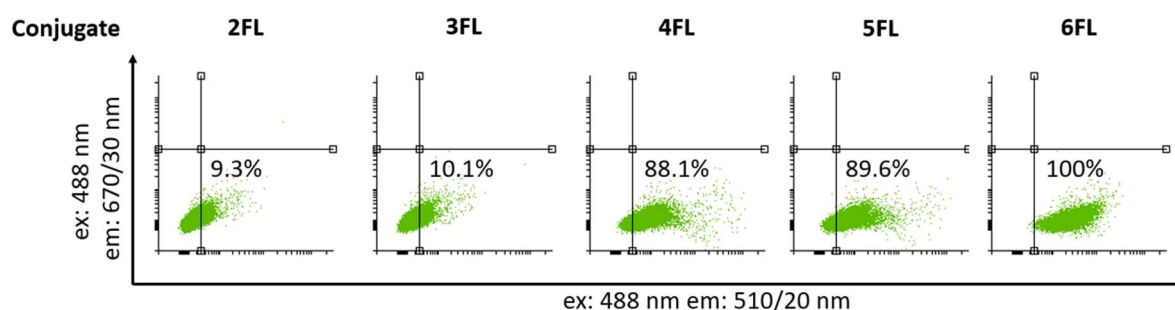 Conjugate 2FL 3FL 4FL 5FL 6FL
9.3% 10.1% 88.1% 89.6% 100%
ex: 488 nm
em: 670/30 nm
ex: 488 nm em: 510/20 nm